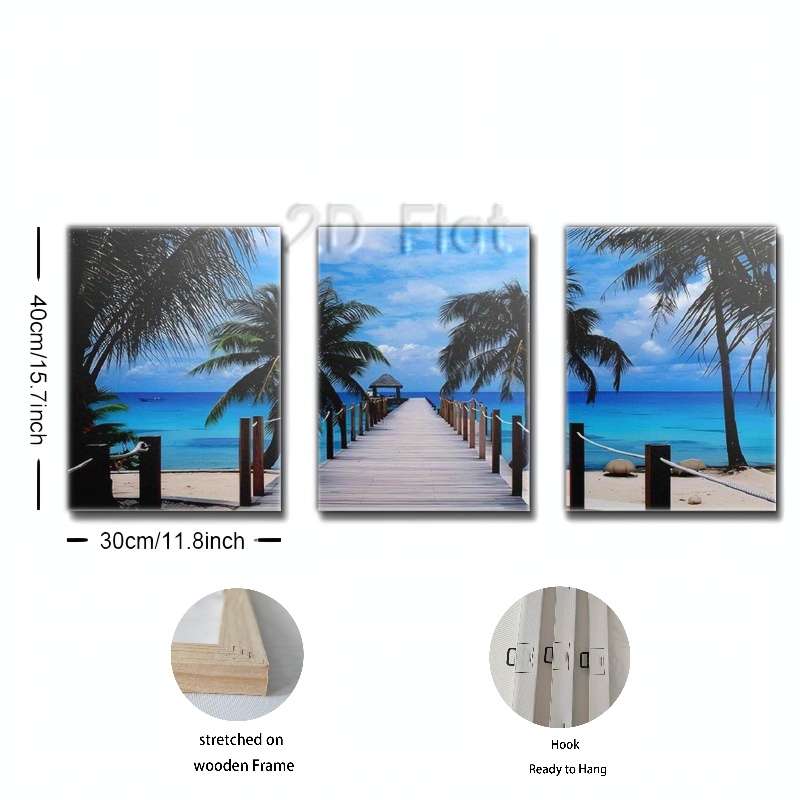 2D Flat
40cm/15.7inch
30cm/11.8inch
stretched on
wooden Frame
Hook
Ready to Hang